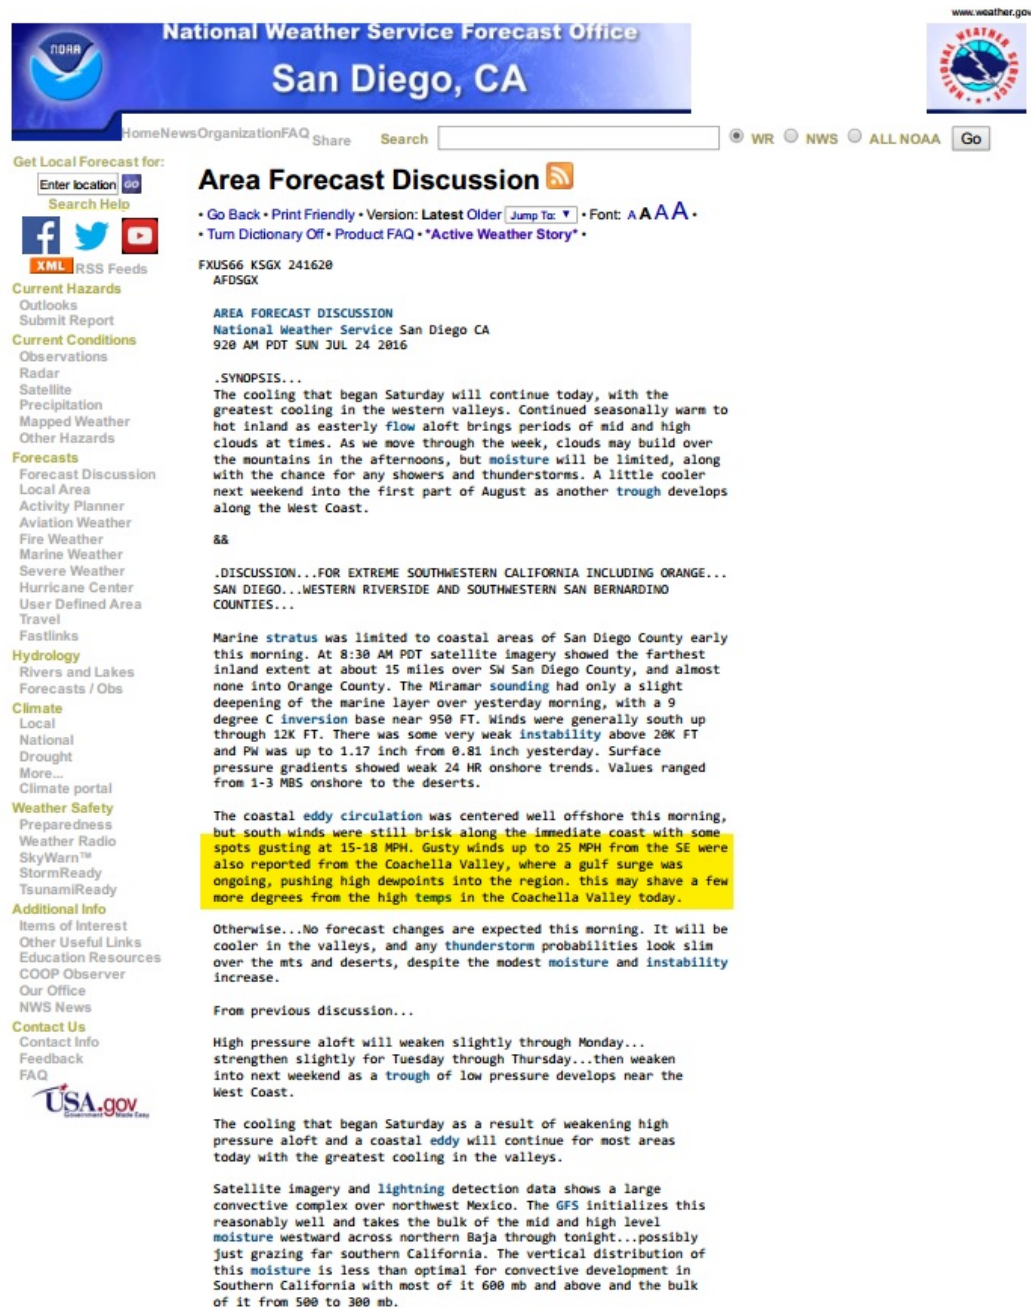 www.weather.gov
National Weather Service Forecast Office
San Diego, CA
NOAA
NATIONAL WEATHER SERVICE
HomeNewsOrganizationFAQ Share Search WR NWS ALL NOAA Go
Get Local Forecast for:
Enter location GO
Search Help
XML RSS Feeds
Current Hazards
Outlooks
Submit Report
Current Conditions
Observations
Radar
Satellite
Precipitation
Mapped Weather
Other Hazards
Forecasts
Forecast Discussion
Local Area
Activity Planner
Aviation Weather
Fire Weather
Marine Weather
Severe Weather
Hurricane Center
User Defined Area
Travel
Fastlinks
Hydrology
Rivers and Lakes
Forecasts / Obs
Climate
Local
National
Drought
More...
Climate portal
Weather Safety
Preparedness
Weather Radio
SkyWarn™
StormReady
TsunamiReady
Additional Info
Items of Interest
Other Useful Links
Education Resources
COOP Observer
Our Office
NWS News
Contact Us
Contact Info
Feedback
FAQ
USA.gov
Government Made Easy
Area Forecast Discussion
• Go Back • Print Friendly • Version: Latest Older Jump To: ▼ • Font: A A A A •
• Turn Dictionary Off • Product FAQ • *Active Weather Story* •
FXUS66 KSGX 241620
AFDSGX
AREA FORECAST DISCUSSION
National Weather Service San Diego CA
920 AM PDT SUN JUL 24 2016
.SYNOPSIS...
The cooling that began Saturday will continue today, with the
greatest cooling in the western valleys. Continued seasonally warm to
hot inland as easterly flow aloft brings periods of mid and high
clouds at times. As we move through the week, clouds may build over
the mountains in the afternoons, but moisture will be limited, along
with the chance for any showers and thunderstorms. A little cooler
next weekend into the first part of August as another trough develops
along the West Coast.
&&
.DISCUSSION...FOR EXTREME SOUTHWESTERN CALIFORNIA INCLUDING ORANGE...
SAN DIEGO...WESTERN RIVERSIDE AND SOUTHWESTERN SAN BERNARDINO
COUNTIES...
Marine stratus was limited to coastal areas of San Diego County early
this morning. At 8:30 AM PDT satellite imagery showed the farthest
inland extent at about 15 miles over SW San Diego County, and almost
none into Orange County. The Miramar sounding had only a slight
deepening of the marine layer over yesterday morning, with a 9
degree C inversion base near 950 FT. Winds were generally south up
through 12K FT. There was some very weak instability above 20K FT
and PW was up to 1.17 inch from 0.81 inch yesterday. Surface
pressure gradients showed weak 24 HR onshore trends. Values ranged
from 1-3 MBS onshore to the deserts.
The coastal eddy circulation was centered well offshore this morning,
but south winds were still brisk along the immediate coast with some
spots gusting at 15-18 MPH. Gusty winds up to 25 MPH from the SE were
also reported from the Coachella Valley, where a gulf surge was
ongoing, pushing high dewpoints into the region. this may shave a few
more degrees from the high temps in the Coachella Valley today.
Otherwise...No forecast changes are expected this morning. It will be
cooler in the valleys, and any thunderstorm probabilities look slim
over the mts and deserts, despite the modest moisture and instability
increase.
From previous discussion...
High pressure aloft will weaken slightly through Monday...
strengthen slightly for Tuesday through Thursday...then weaken
into next weekend as a trough of low pressure develops near the
West Coast.
The cooling that began Saturday as a result of weakening high
pressure aloft and a coastal eddy will continue for most areas
today with the greatest cooling in the valleys.
Satellite imagery and lightning detection data shows a large
convective complex over northwest Mexico. The GFS initializes this
reasonably well and takes the bulk of the mid and high level
moisture westward across northern Baja through tonight...possibly
just grazing far southern California. The vertical distribution of
this moisture is less than optimal for convective development in
Southern California with most of it 600 mb and above and the bulk
of it from 500 to 300 mb.